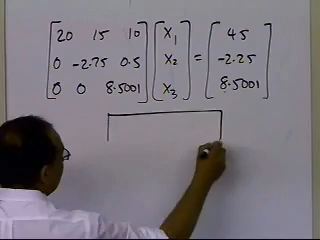 20 15 10 x₁ 45
0 -2.75 0.5 x₂ = -2.25
0 0 8.5001 x₃ 8.5001